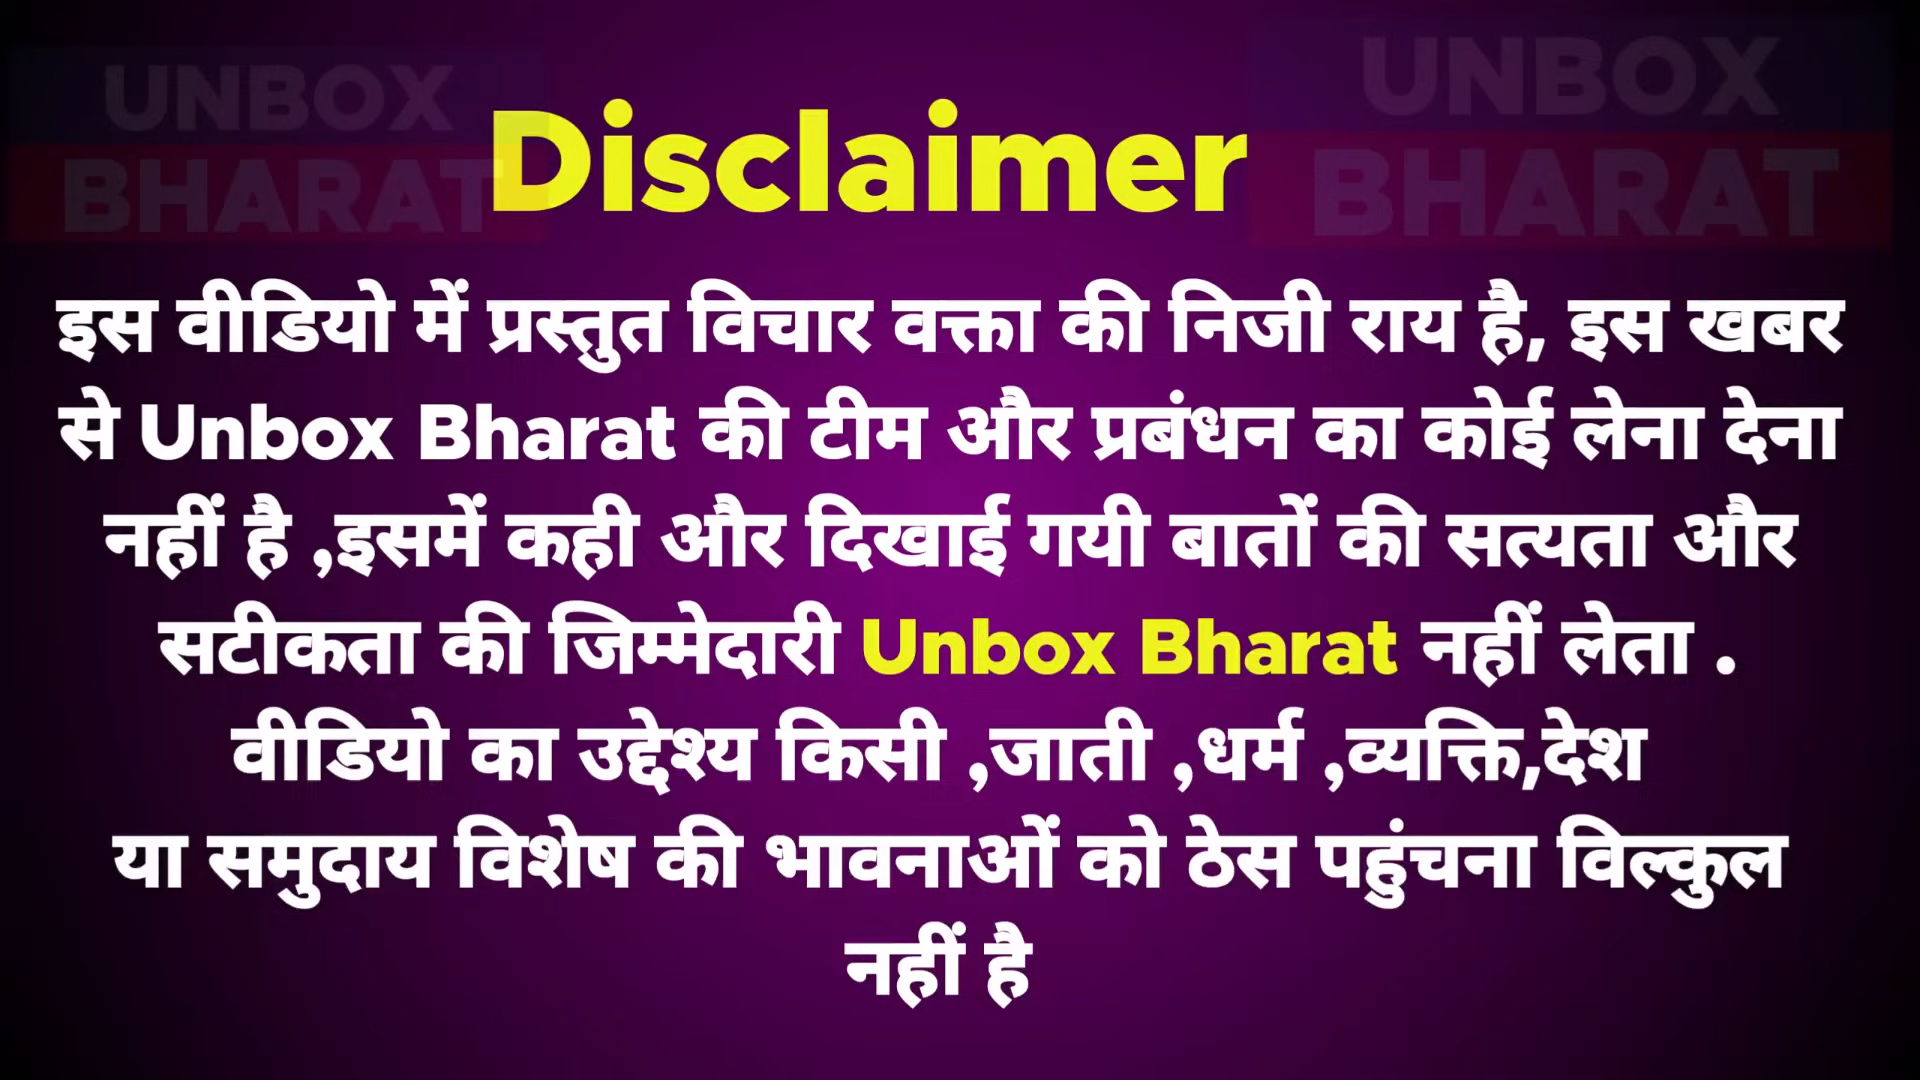 UNBOX
BHARAT
UNBOX
BHARAT
Disclaimer
इस वीडियो में प्रस्तुत विचार वक्ता की निजी राय है, इस खबर
से Unbox Bharat की टीम और प्रबंधन का कोई लेना देना
नहीं है ,इसमें कही और दिखाई गयी बातों की सत्यता और
सटीकता की जिम्मेदारी Unbox Bharat नहीं लेता .
वीडियो का उद्देश्य किसी ,जाती ,धर्म ,व्यक्ति,देश
या समुदाय विशेष की भावनाओं को ठेस पहुंचना विल्कुल
नहीं है